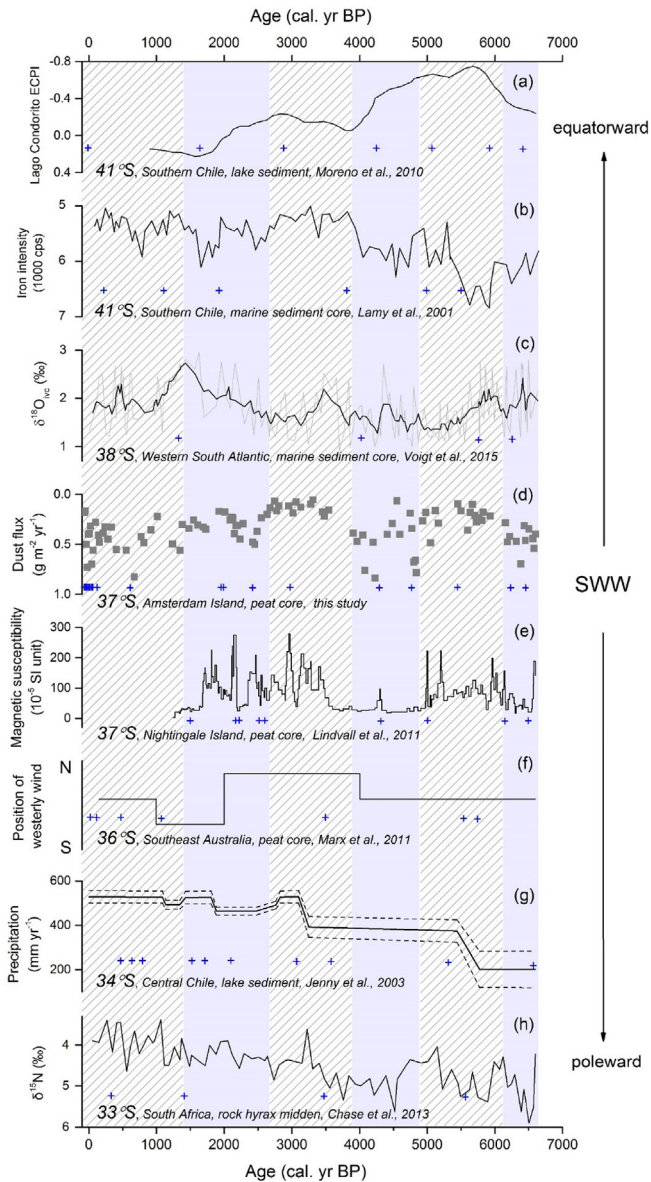 Age (cal. yr BP)
0 1000 2000 3000 4000 5000 6000 7000
Lago Condorito ECPI
-0.8
-0.4
0.0
0.4
(a)
41°S, Southern Chile, lake sediment, Moreno et al., 2010
equatorward
Iron intensity
(1000 cps)
5
6
7
(b)
41°S, Southern Chile, marine sediment core, Lamy et al., 2001
δ18Oivc (‰)
3
2
1
(c)
38°S, Western South Atlantic, marine sediment core, Voigt et al., 2015
Dust flux
(g m-2 yr-1)
0.0
0.5
1.0
(d)
37°S, Amsterdam Island, peat core, this study
SWW
Magnetic susceptibility
(10-5 SI unit)
300
200
100
0
(e)
37°S, Nightingale Island, peat core, Lindvall et al., 2011
Position of
westerly wind
N
S
(f)
36°S, Southeast Australia, peat core, Marx et al., 2011
Precipitation
(mm yr-1)
600
400
200
(g)
34°S, Central Chile, lake sediment, Jenny et al., 2003
δ15N (‰)
4
5
6
(h)
33°S, South Africa, rock hyrax midden, Chase et al., 2013
poleward
0 1000 2000 3000 4000 5000 6000 7000
Age (cal. yr BP)